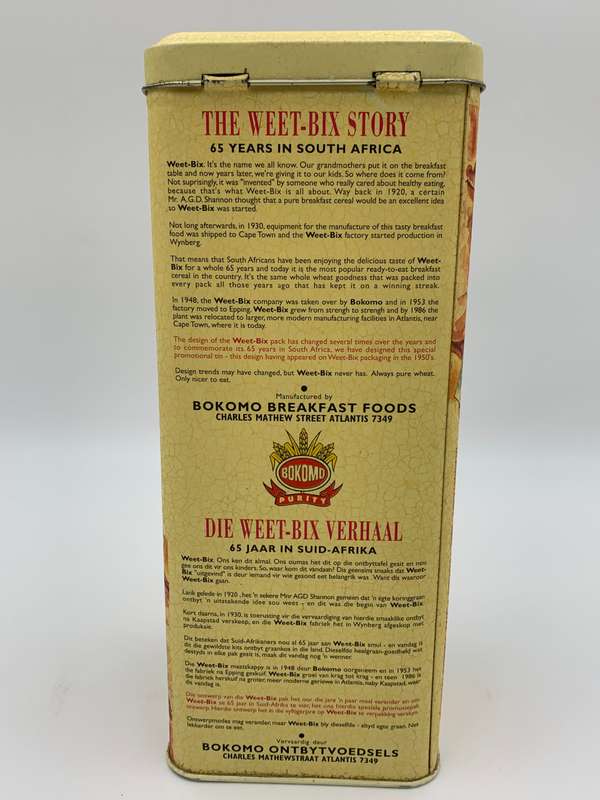 THE WEET-BIX STORY
65 YEARS IN SOUTH AFRICA
Weet-Bix. It's the name we all know. Our grandmothers put it on the breakfast
table and now years later, we're giving it to our kids. So where does it come from?
Not suprisingly, it was "invented" by someone who really cared about healthy eating,
because that's what Weet-Bix is all about. Way back in 1920, a certain
Mr. A.G.D. Shannon thought that a pure breakfast cereal would be an excellent idea
,so Weet-Bix was started.
Not long afterwards, in 1930, equipment for the manufacture of this tasty breakfast
food was shipped to Cape Town and the Weet-Bix factory started production in
Wynberg.
That means that South Africans have been enjoying the delicious taste of Weet-
Bix for a whole 65 years and today it is the most popular ready-to-eat breakfast
cereal in the country. It's the same whole wheat goodness that was packed into
every pack all those years ago that has kept it on a winning streak.
In 1948, the Weet-Bix company was taken over by Bokomo and in 1953 the
factory moved to Epping. Weet-Bix grew from strengh to strengh and by 1986 the
plant was relocated to larger, more modern manufacturing facilities in Atlantis, near
Cape Town, where it is today.
The design of the Weet-Bix pack has changed several times over the years and
to commemorate its 65 years in South Africa, we have designed this special
promotional tin - this design having appeared on Weet-Bix packaging in the 1950's.
Design trends may have changed, but Weet-Bix never has. Always pure wheat.
Only nicer to eat.
Manufactured by
BOKOMO BREAKFAST FOODS
CHARLES MATHEW STREET ATLANTIS 7349
BOKOMO
PURITY
DIE WEET-BIX VERHAAL
65 JAAR IN SUID-AFRIKA
Weet-Bix. Ons ken dit almal. Ons oumas het dit op die ontbyttafel gesit en nou
gee ons dit vir ons kinders. So, waar kom dit vandaan? Dis geensins snaaks dat Weet-
Bix "uitgevind" is deur iemand vir wie gesond eet belangrik was. Want dis waaroor
Weet-Bix gaan.
Lank gelede in 1920, het 'n sekere Mnr AGD Shannon gemeen dat 'n egte koringgraan
ontbyt 'n uitstekende idee sou wees - en dit was die begin van Weet-Bix.
Kort daarna, in 1930, is toerusting vir die vervaardiging van hierdie smaaklike ontbyt
na Kaapstad verskeep, en die Weet-Bix fabriek het in Wynberg afgeskop met
produksie.
Dit beteken dat Suid-Afrikaners nou al 65 jaar aan Weet-Bix smul - en vandag is
dit die gewildste kits ontbyt graankos in die land. Dieselfde heelgraan-goedheid wat
destyds in elke pak geseit is, maak dit vandag nog 'n wenner.
Die Weet-Bix maatskappy is in 1948 deur Bokomo oorgeneem en in 1953 het
die fabriek na Epping geskuif. Weet-Bix groei van krag tot krag - en teen 1986 is
die fabriek herskuif na groter, meer moderne geriewe in Atlantis, naby Kaapstad, waar
dit vandag is.
Die ontwerp van die Weet-Bix pak het oor die jare 'n paar maal verander en om
Weet-Bix se 65 jaar in Suid-Afrika te vier, het ons hierdie spesiale promosiepak
ontwerp. Hierdie ontwerp het in die vyftigerjare op Weet-Bix se verpakking verskyn.
Ontwerpmodes mag verander, maar Weet-Bix bly dieselfde - altyd egte graan. Net
lekkerder om te eet.
Vervaardig deur
BOKOMO ONTBYTVOEDSELS
CHARLES MATHEWSTRAAT ATLANTIS 7349